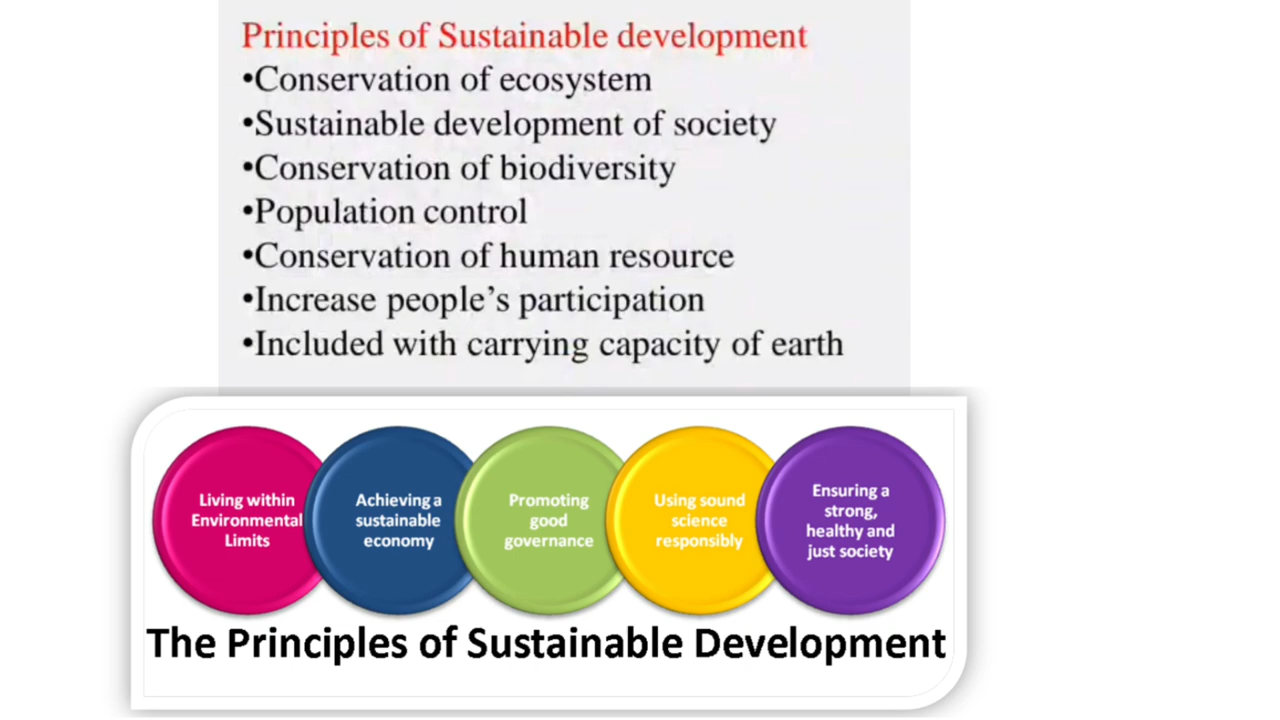 Principles of Sustainable development
•Conservation of ecosystem
•Sustainable development of society
•Conservation of biodiversity
•Population control
•Conservation of human resource
•Increase people’s participation
•Included with carrying capacity of earth
Living within
Environmental
Limits
Achieving a
sustainable
economy
Promoting
good
governance
Using sound
science
responsibly
Ensuring a
strong,
healthy and
just society
The Principles of Sustainable Development